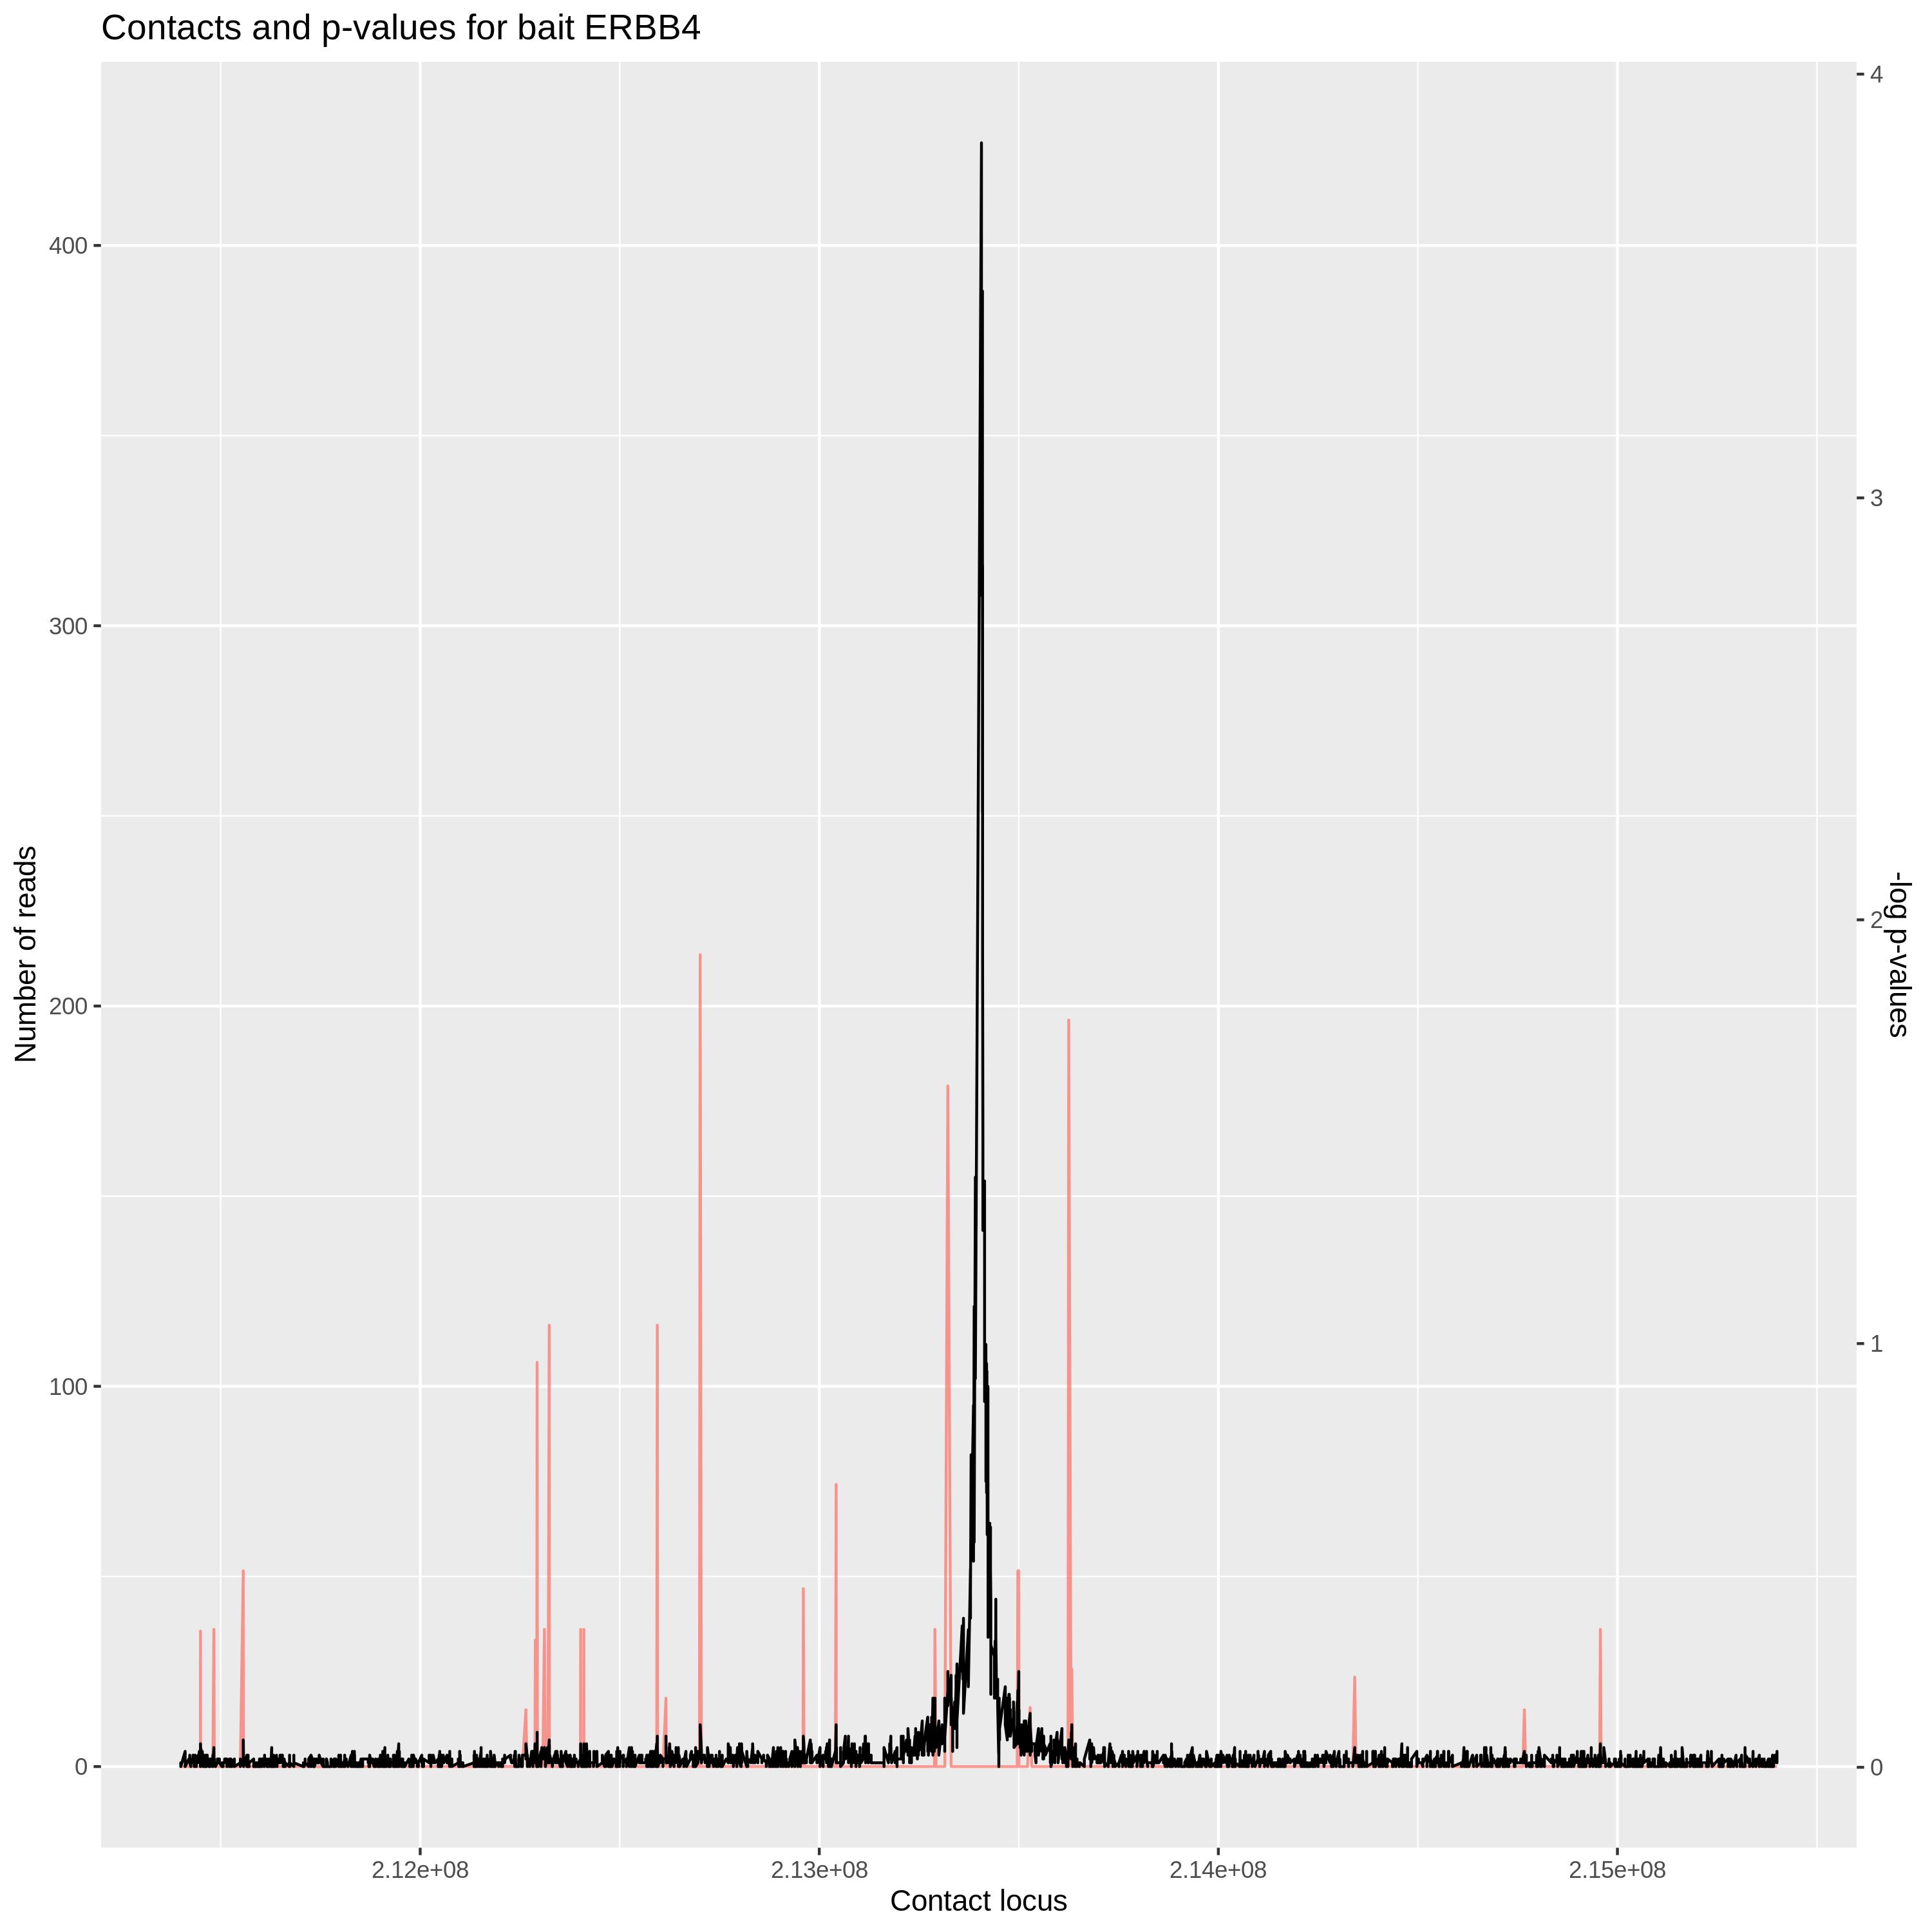 Contacts and p-values for bait ERBB4
4
400
3
300
2
200
1
100
0
0
Number of reads
-log p-values
2.12e+08
2.13e+08
2.14e+08
2.15e+08
Contact locus